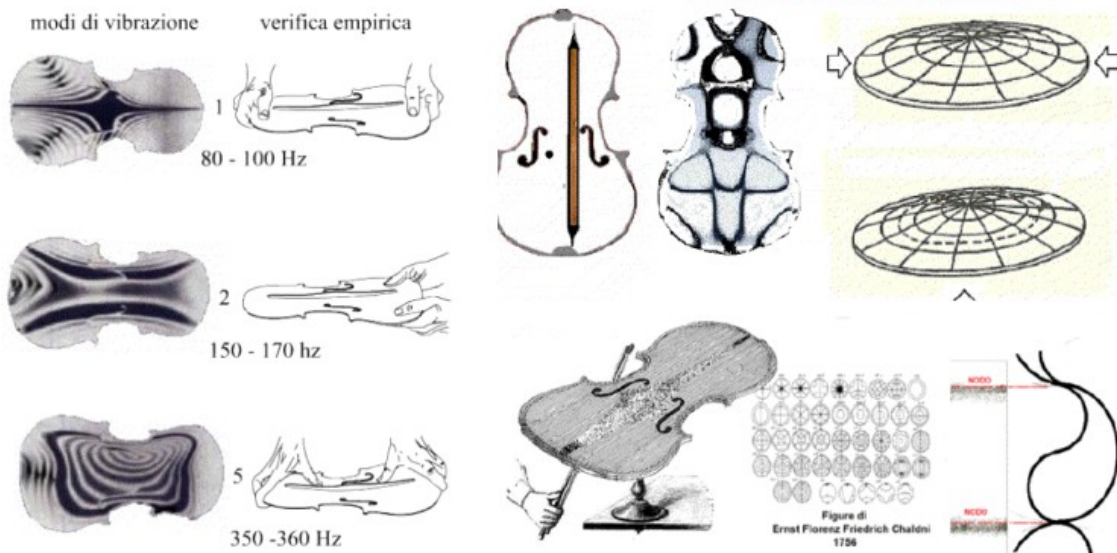 modi di vibrazione
verifica empirica
1
80 - 100 Hz
2
150 - 170 hz
5
350 -360 Hz
NODO
NODO
Figure di
Ernst Florenz Friedrich Chaldni
1756